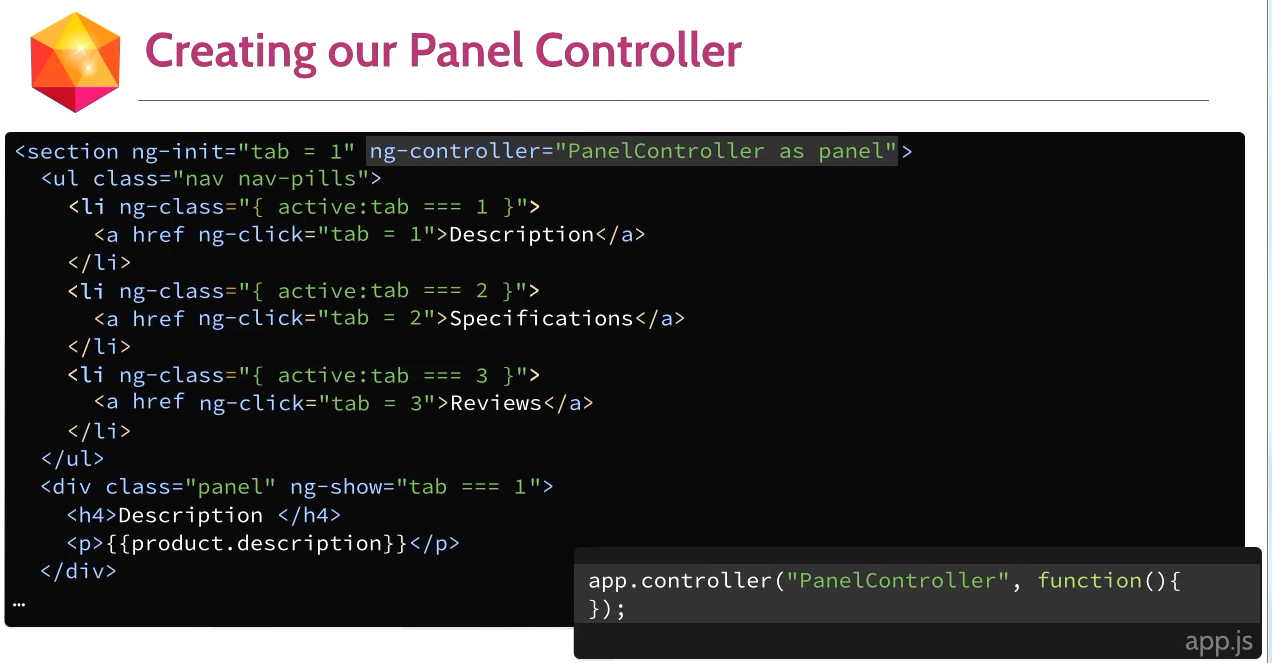 Creating our Panel Controller
<section ng-init="tab = 1" ng-controller="PanelController as panel">
<ul class="nav nav-pills">
<li ng-class="{ active:tab === 1 }">
<a href ng-click="tab = 1">Description</a>
</li>
<li ng-class="{ active:tab === 2 }">
<a href ng-click="tab = 2">Specifications</a>
</li>
<li ng-class="{ active:tab === 3 }">
<a href ng-click="tab = 3">Reviews</a>
</li>
</ul>
<div class="panel" ng-show="tab === 1">
<h4>Description </h4>
<p>{{product.description}}</p>
</div>
…
app.controller("PanelController", function(){
});
app.js